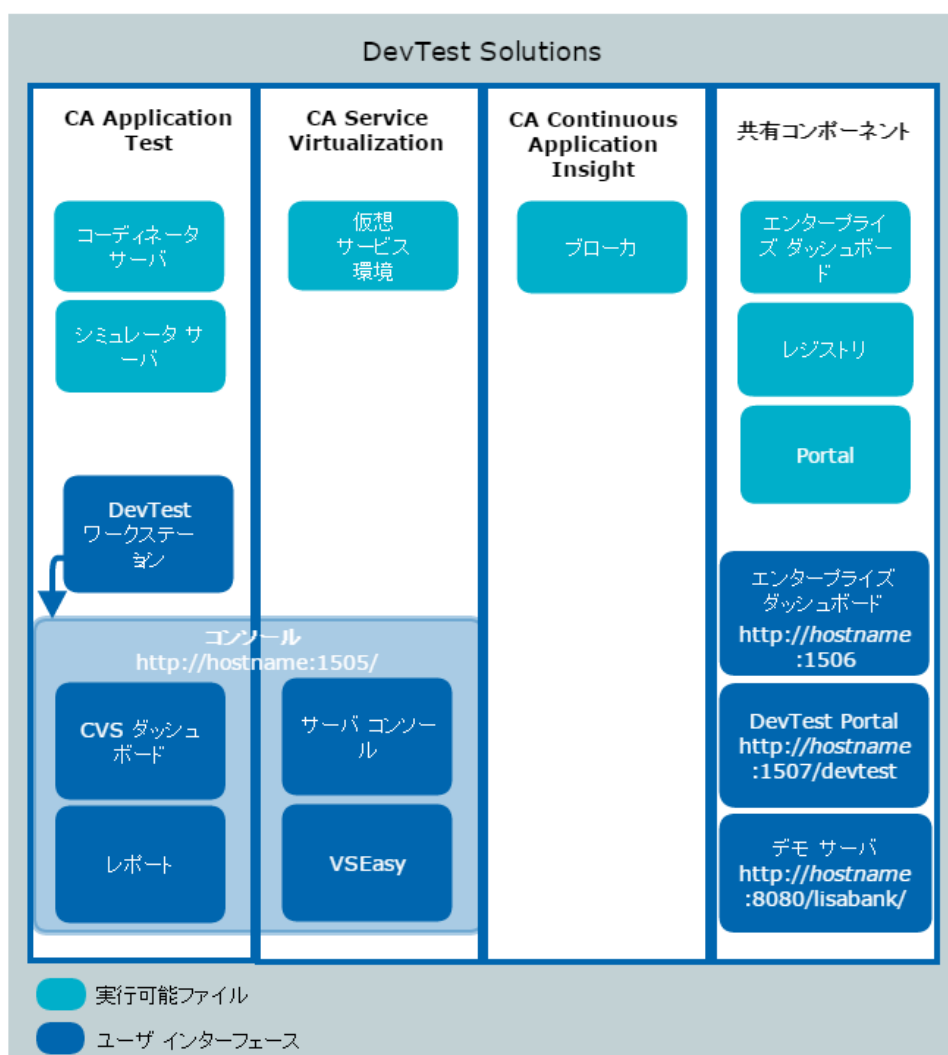 DevTest Solutions
CA Application
Test
コーディネータ
サーバ
シミュレータ サ
ーバ
DevTest
ワークステー
ション
CA Service
Virtualization
仮想
サービス
環境
CA Continuous
Application
Insight
ブローカ
共有コンポーネント
エンタープライ
ズ ダッシュボー
ド
レジストリ
Portal
コンソール
http://hostname:1505/
CVS ダッシュ
ボード
レポート
サーバ コンソー
ル
VSEasy
エンタープライズ
ダッシュボード
http://hostname
:1506
DevTest Portal
http://hostname
:1507/devtest
デモ サーバ
http://hostname
:8080/lisabank/
実行可能ファイル
ユーザ インターフェース